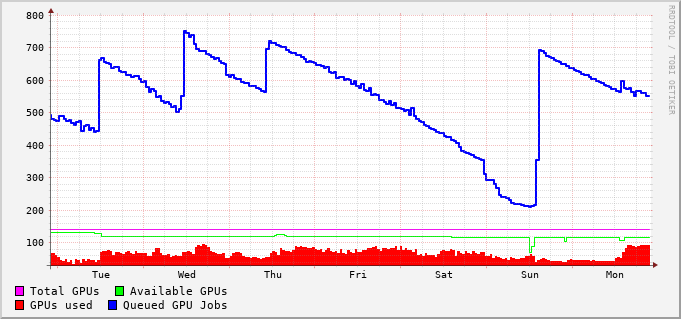 800
700
600
500
400
300
200
100
Tue Wed Thu Fri Sat Sun Mon
Total GPUs Available GPUs
GPUs used Queued GPU Jobs
RRDTOOL / TOBI OETIKER